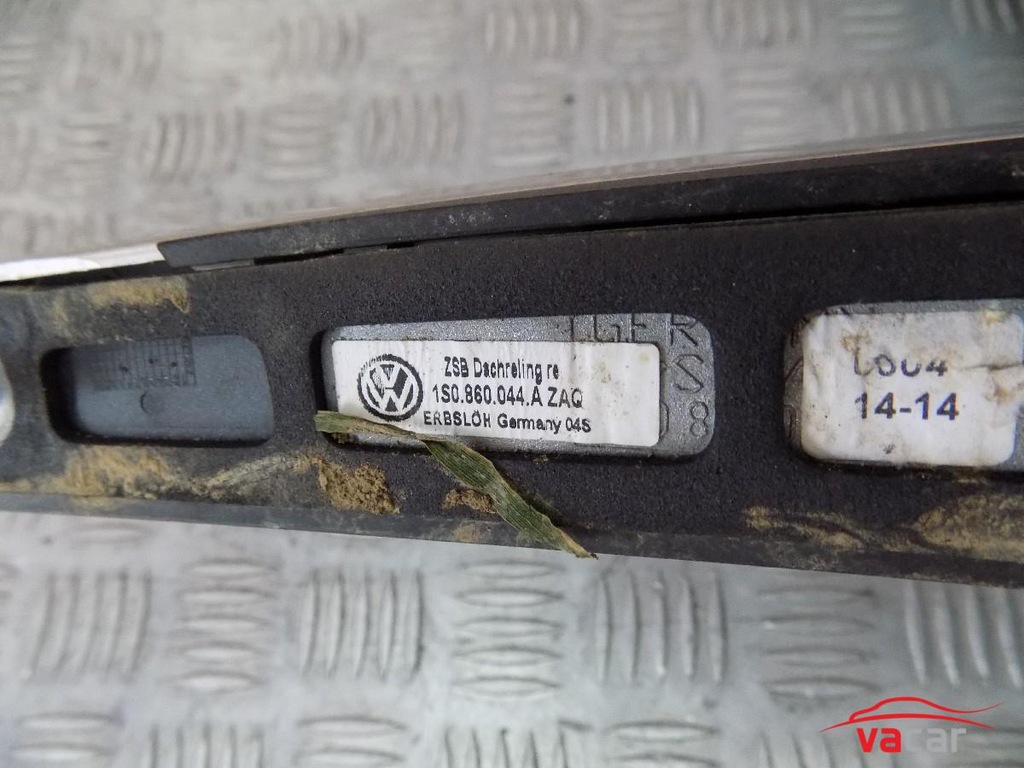 ZSB Dachreling re
1S0.860.044.A ZAQ
ERBSLÖH Germany 04S
14-14
vacar